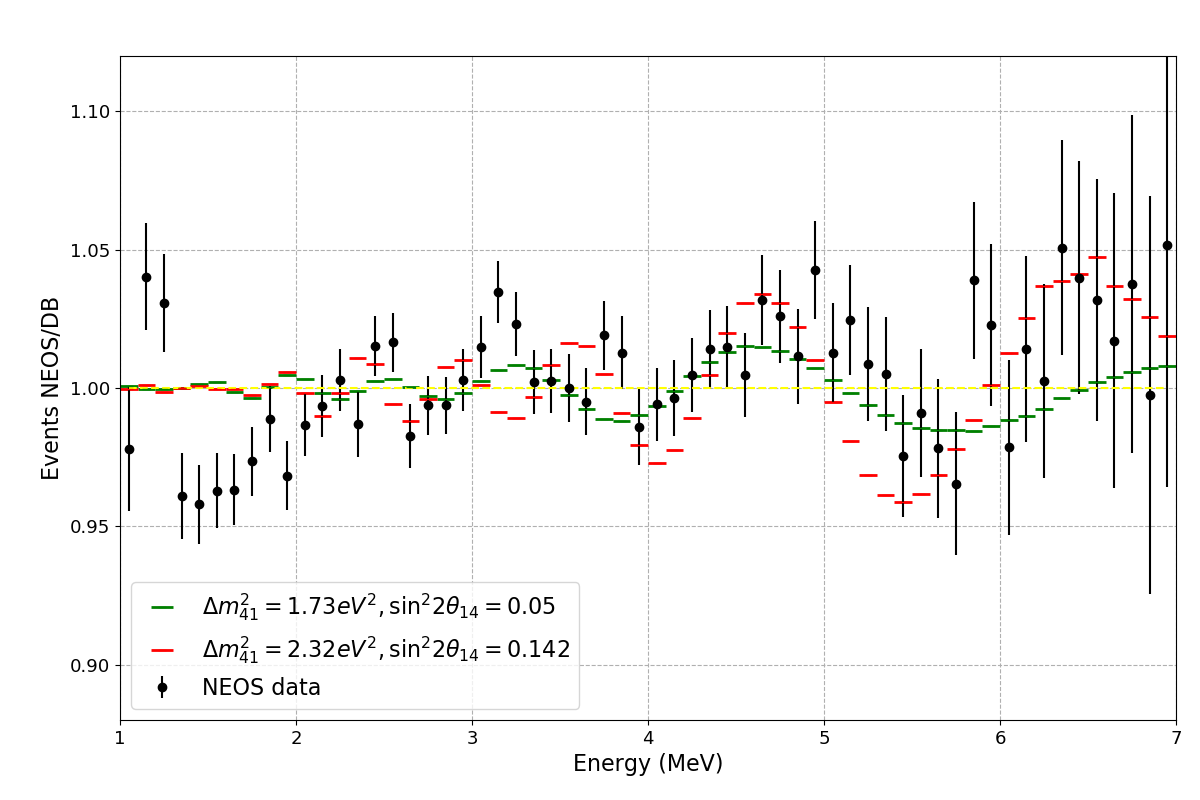 1.10
1.05
1.00
0.95
0.90
Events NEOS/DB
Δm²₄₁ = 1.73eV², sin²2θ₁₄ = 0.05
Δm²₄₁ = 2.32eV², sin²2θ₁₄ = 0.142
NEOS data
1 2 3 4 5 6 7
Energy (MeV)